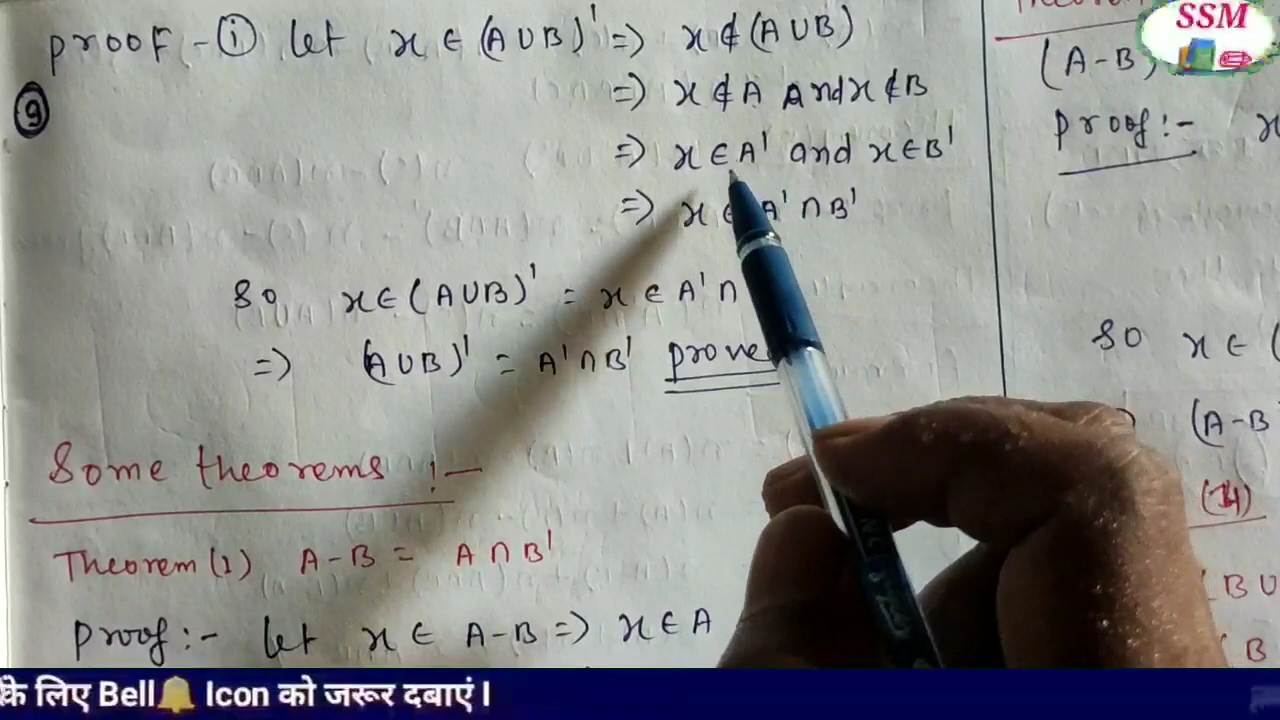 proof - (i) let x ∈ (A ∪ B)' => x ∉ (A ∪ B)
(9)
=> x ∉ A And x ∉ B
=> x ∈ A' and x ∈ B'
=> x ∈ A' ∩ B'
So x ∈ (A ∪ B)' = x ∈ A' ∩
=> (A ∪ B)' = A' ∩ B' prove
Some theorems :-
Theorem (1) A - B = A ∩ B'
Proof :- let x ∈ A - B => x ∈ A
SSM
(A - B)
Proof :- x
So x ∈ (
(A - B
(14)
( B ∪
( B
के लिए Bell🔔 Icon को जरूर दबाएं।